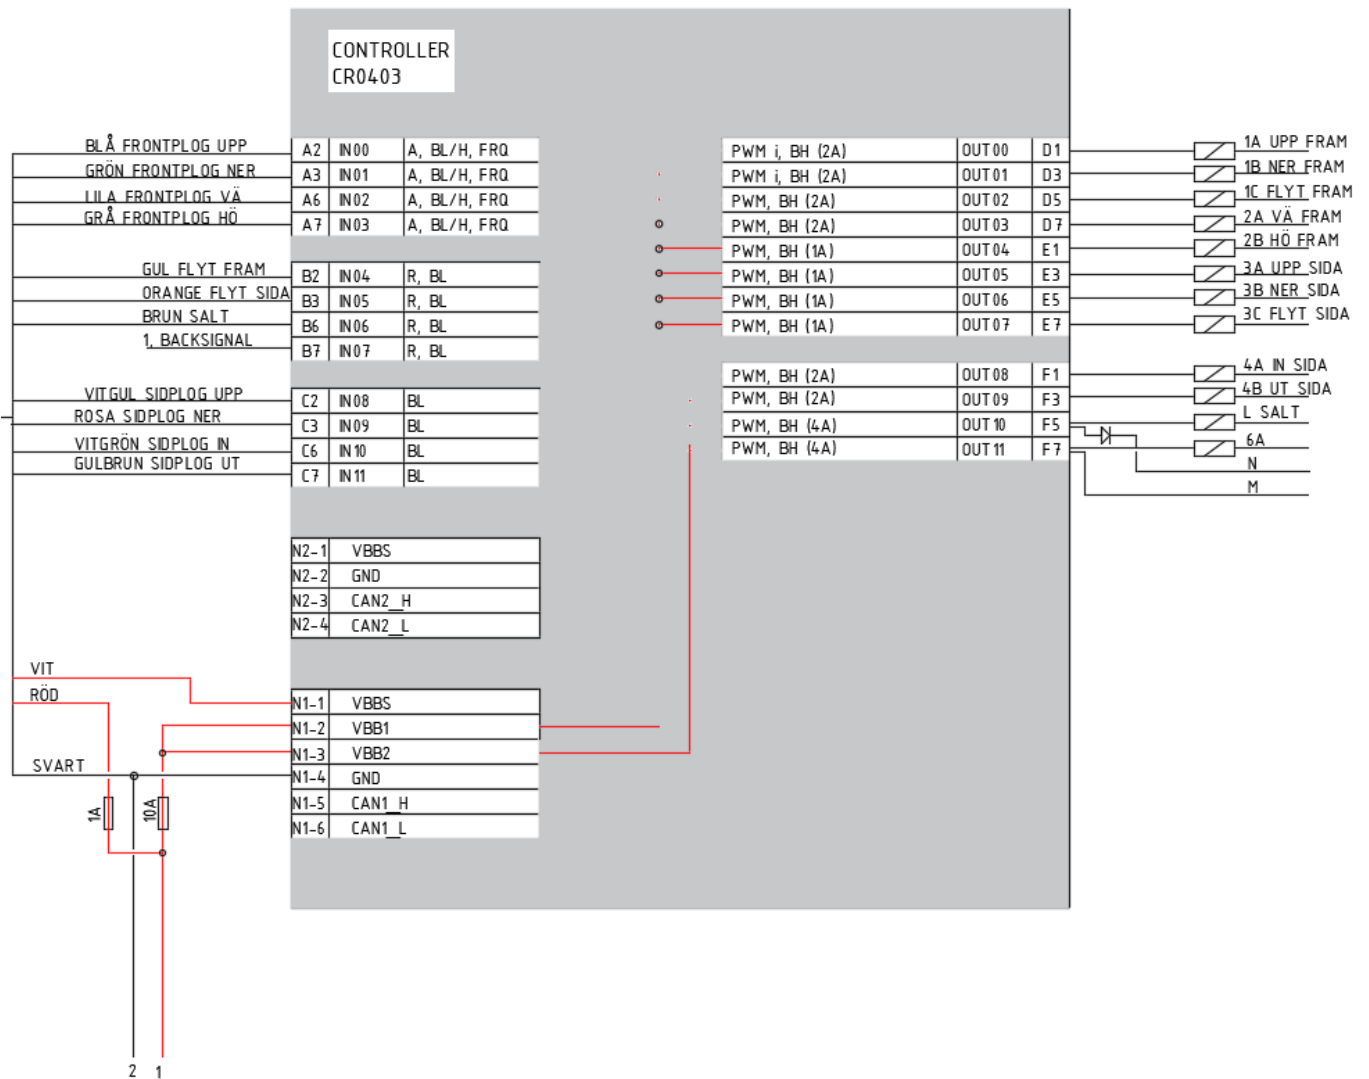 CONTROLLER
CR0403
BLÅ FRONTPLOG UPP A2 IN00 A, BL/H, FRQ
GRÖN FRONTPLOG NER A3 IN01 A, BL/H, FRQ
LILA FRONTPLOG VÄ A6 IN02 A, BL/H, FRQ
GRÅ FRONTPLOG HÖ A7 IN03 A, BL/H, FRQ
GUL FLYT FRAM B2 IN04 R, BL
ORANGE FLYT SIDA B3 IN05 R, BL
BRUN SALT B6 IN06 R, BL
1, BACKSIGNAL B7 IN07 R, BL
VITGUL SIDPLOG UPP C2 IN08 BL
ROSA SIDPLOG NER C3 IN09 BL
VITGRÖN SIDPLOG IN C6 IN10 BL
GULBRUN SIDPLOG UT C7 IN11 BL
N2-1 VBBS
N2-2 GND
N2-3 CAN2_H
N2-4 CAN2_L
VIT
RÖD
SVART
N1-1 VBBS
N1-2 VBB1
N1-3 VBB2
N1-4 GND
N1-5 CAN1_H
N1-6 CAN1_L
1A
10A
2 1
PWM i, BH (2A) OUT00 D1 1A UPP FRAM
PWM i, BH (2A) OUT01 D3 1B NER FRAM
PWM, BH (2A) OUT02 D5 1C FLYT FRAM
PWM, BH (2A) OUT03 D7 2A VÄ FRAM
PWM, BH (1A) OUT04 E1 2B HÖ FRAM
PWM, BH (1A) OUT05 E3 3A UPP SIDA
PWM, BH (1A) OUT06 E5 3B NER SIDA
PWM, BH (1A) OUT07 E7 3C FLYT SIDA
PWM, BH (2A) OUT08 F1 4A IN SIDA
PWM, BH (2A) OUT09 F3 4B UT SIDA
PWM, BH (4A) OUT10 F5 L SALT
PWM, BH (4A) OUT11 F7 6A
N
M